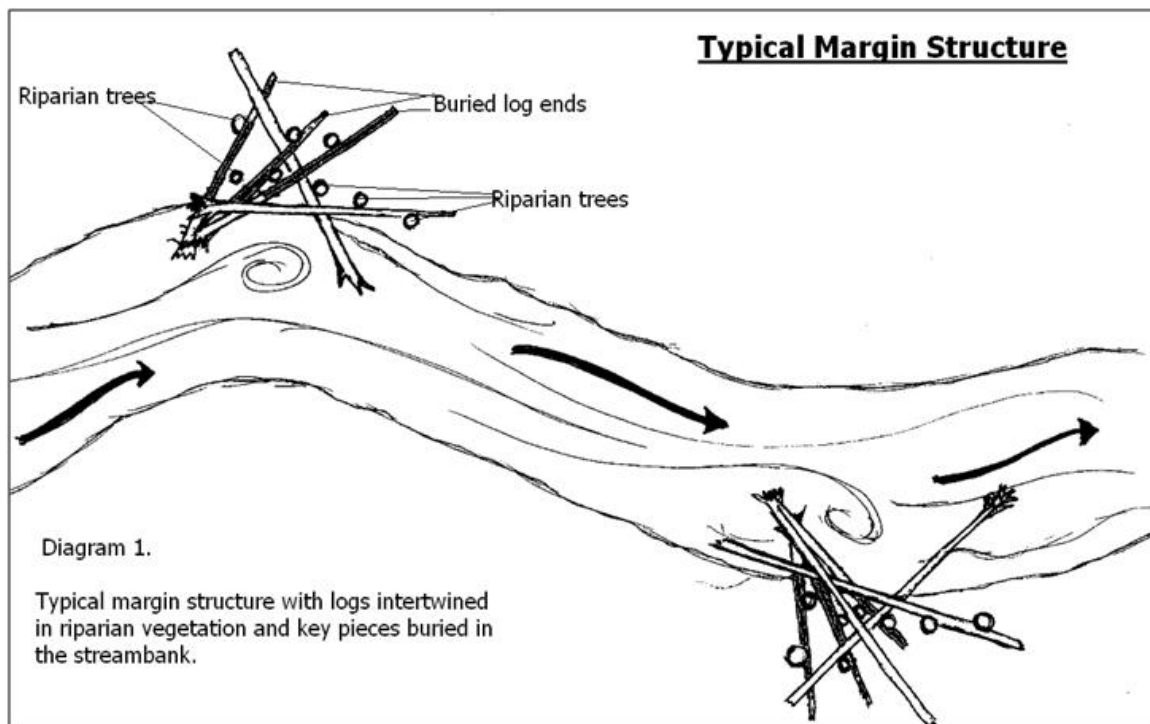 Typical Margin Structure
Riparian trees
Buried log ends
Riparian trees
Diagram 1.
Typical margin structure with logs intertwined
in riparian vegetation and key pieces buried in
the streambank.